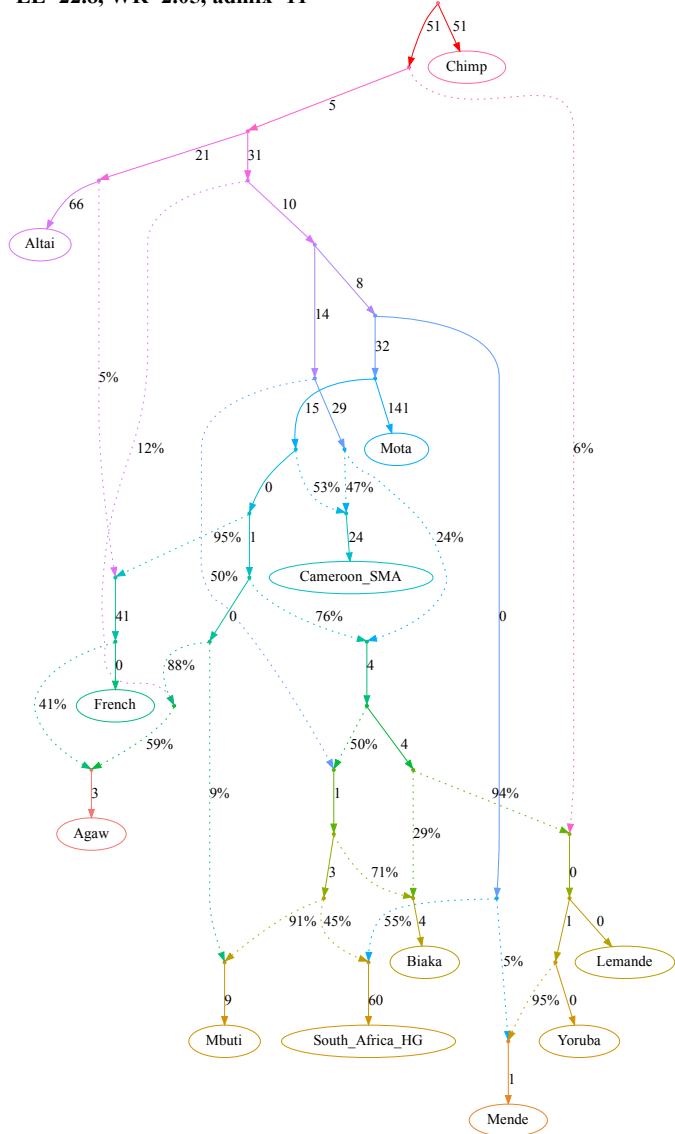 LL=22.8, WR=2.05, admix=11
51 51
Chimp
5
21 31
66 10
Altai
8
14
32
5% 15 29 141
12% Mota 6%
0 53% 47%
95% 1 24 24%
50% Cameroon_SMA
76%
41 0 0
0 88% 4
41% French
59% 50% 4
3 9% 1 94%
Agaw 29%
3 71% 0
91% 45% 55% 4 1 0
Biaka 5% Lemande
95%
9 60 0
Mbuti South_Africa_HG Yoruba
1
Mende